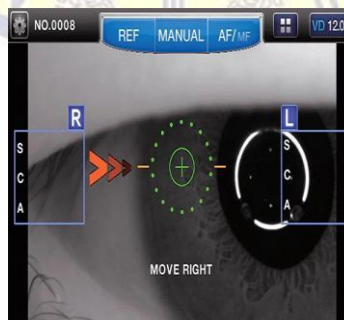 NO.0008
REF MANUAL AF/MF
VD 12.0
R L
S S
C C
A A
MOVE RIGHT